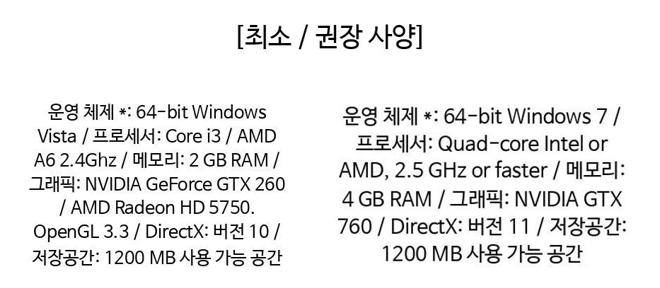 [최소 / 권장 사양]
운영 체제 *: 64-bit Windows
Vista / 프로세서: Core i3 / AMD
A6 2.4Ghz / 메모리: 2 GB RAM /
그래픽: NVIDIA GeForce GTX 260
/ AMD Radeon HD 5750.
OpenGL 3.3 / DirectX: 버전 10 /
저장공간: 1200 MB 사용 가능 공간
운영 체제 *: 64-bit Windows 7 /
프로세서: Quad-core Intel or
AMD, 2.5 GHz or faster / 메모리:
4 GB RAM / 그래픽: NVIDIA GTX
760 / DirectX: 버전 11 / 저장공간:
1200 MB 사용 가능 공간